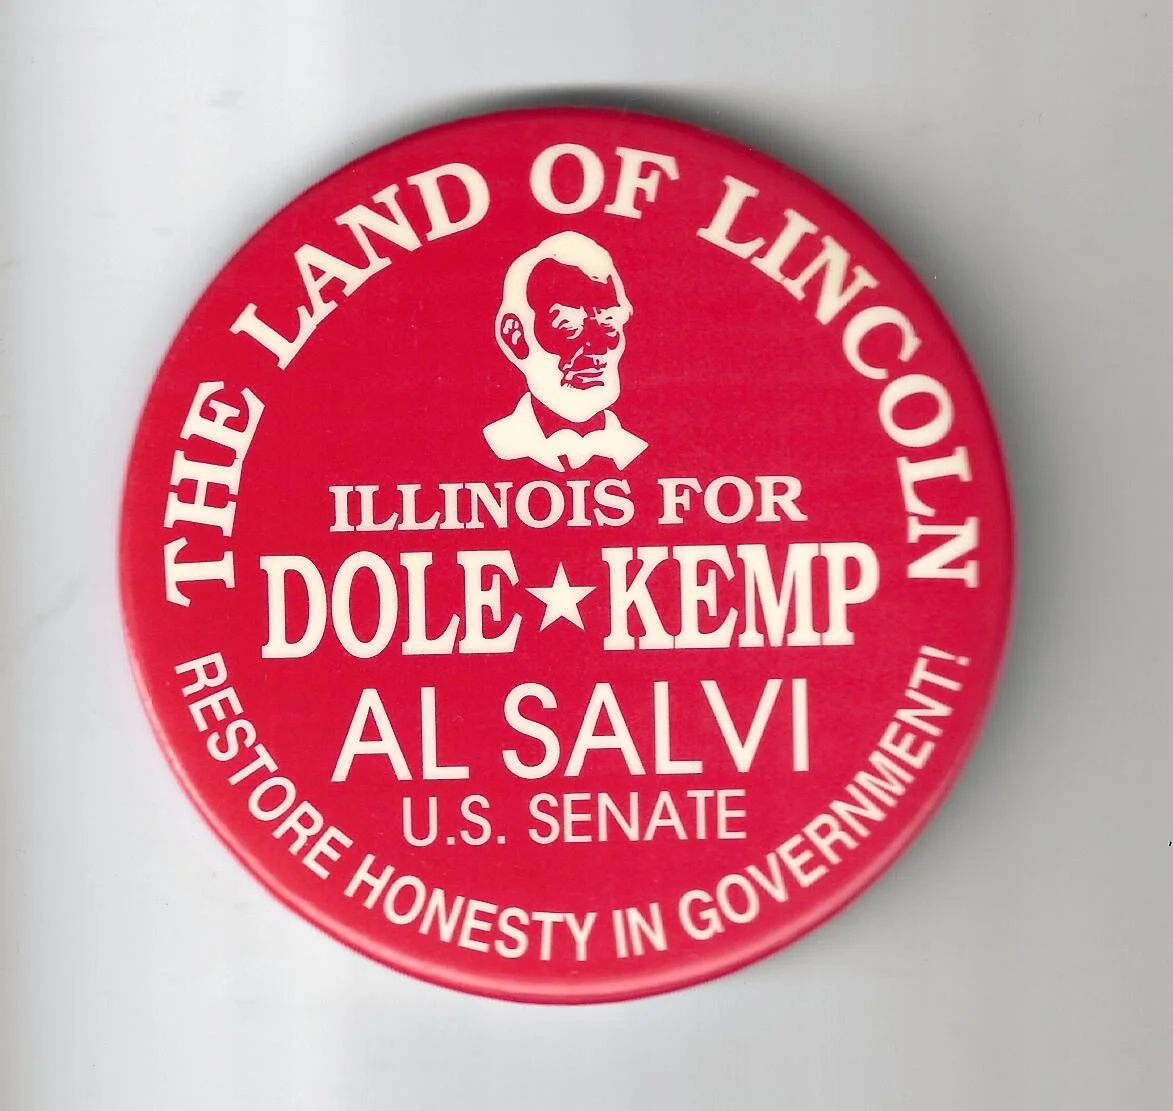 THE LAND OF LINCOLN
ILLINOIS FOR
DOLE★KEMP
AL SALVI
U.S. SENATE
RESTORE HONESTY IN GOVERNMENT!